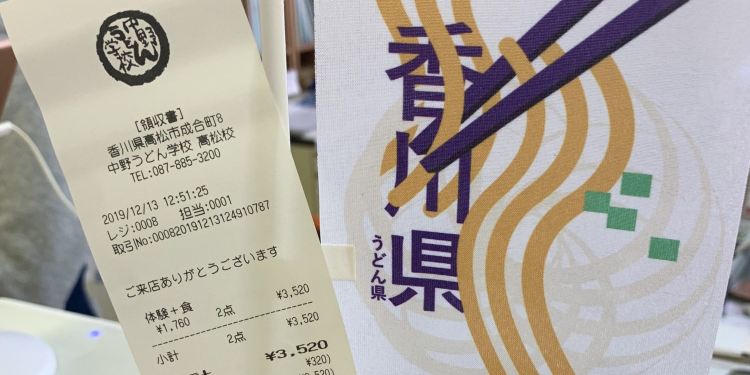 中野
うどん
学校
[領収書]
香川県高松市成合町8
中野うどん学校 高松校
TEL:087-885-3200
2019/12/13 12:51:25
レジ:0008 担当:0001
取引No:00082019121312491​0787
ご来店ありがとうございます
体験+食 ¥3,520
¥1,760 2点
小計 2点 ¥3,520
¥3,520
¥320)
香川県
うどん県